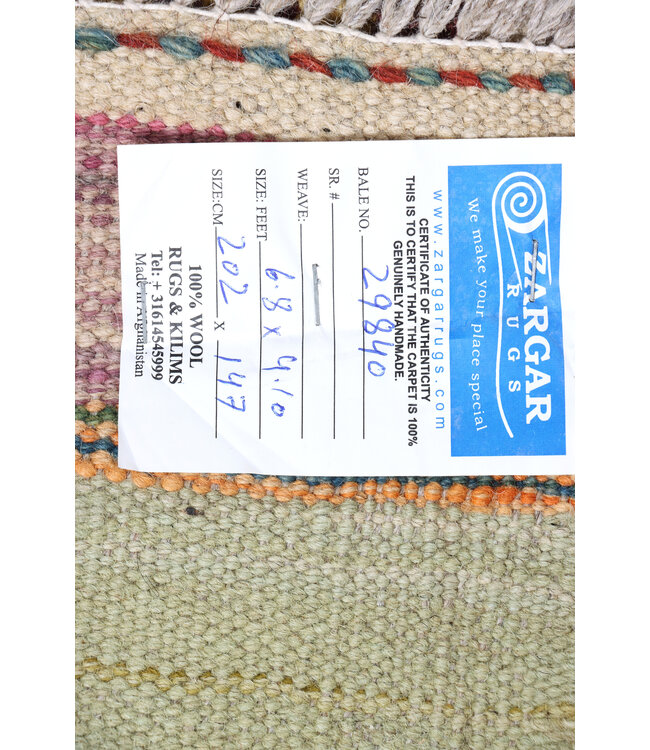 ZARGAR
RUGS
We make your place special
www.zargarrugs.com
CERTIFICATE OF AUTHENTICITY
THIS IS TO CERTIFY THAT THE CARPET IS 100%
GENUINELY HANDMADE.
BALE NO. 29840
SR. #
WEAVE:
SIZE: FEET 6.8 X 4.10
SIZE:CM 202 X 147
100% WOOL
RUGS & KILIMS
Tel: + 31614545999
Made in Afghanistan